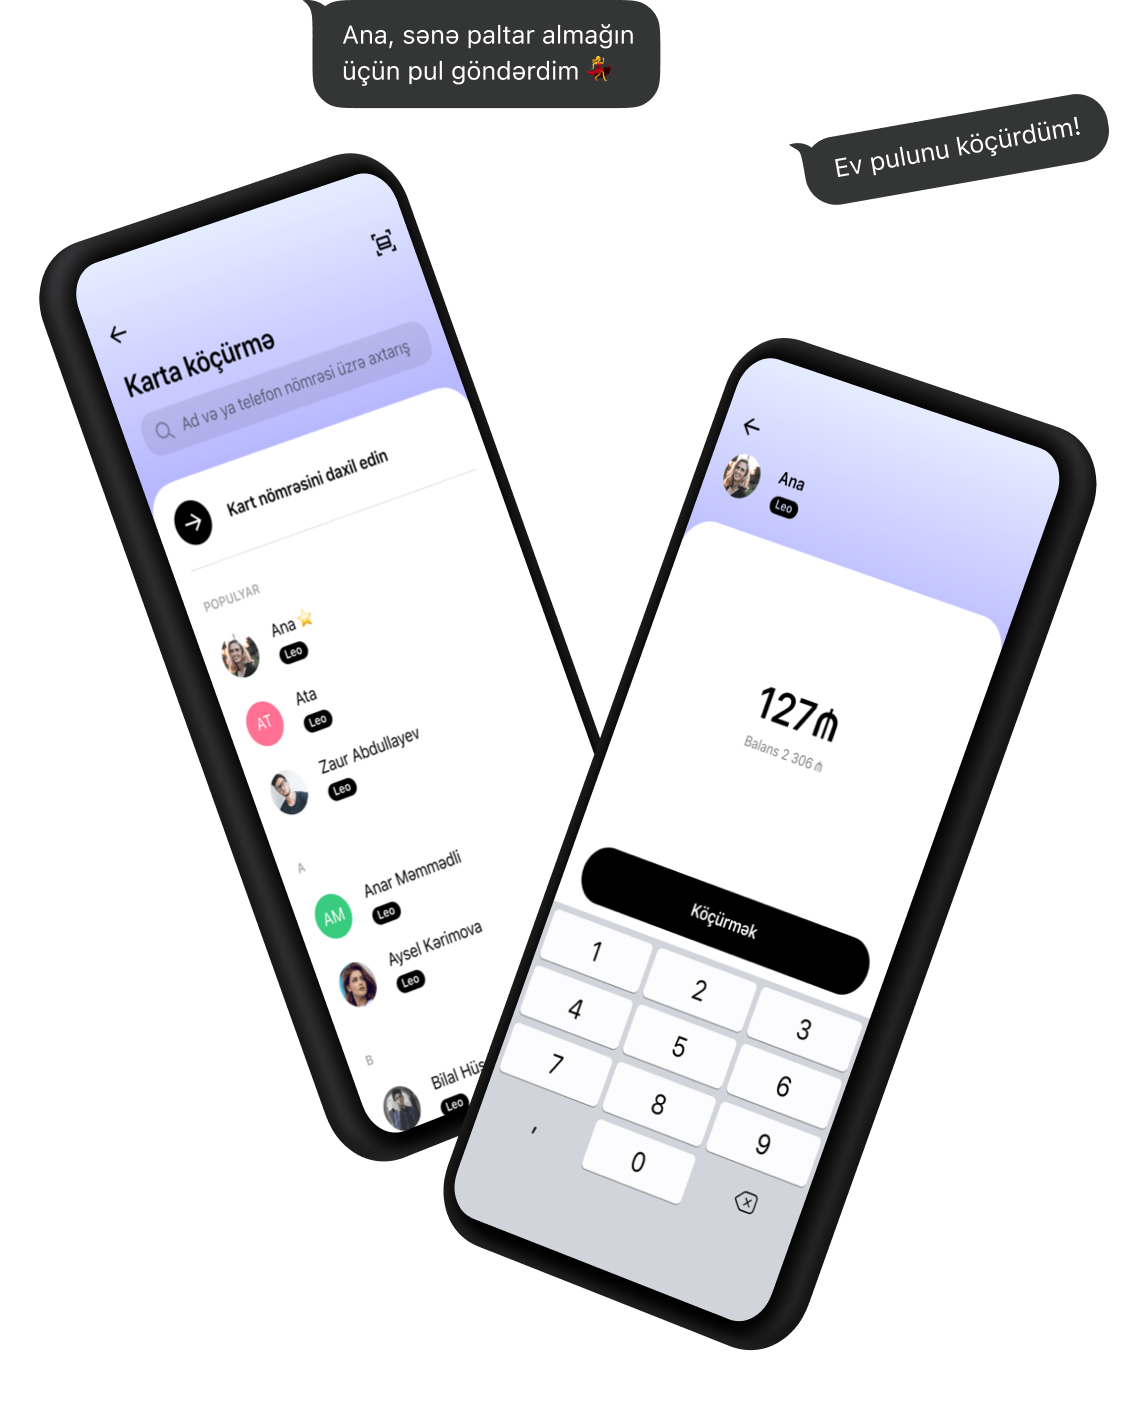 Ana, sənə paltar almağın
üçün pul göndərdim 💃
Ev pulunu köçürdüm!
Karta köçürmə
Ad və ya telefon nömrəsi üzrə axtarış
Kart nömrəsini daxil edin
POPULYAR
Ana⭐
Leo
AT
Ata
Leo
Zaur Abdullayev
Leo
A
AM
Anar Məmmədli
Leo
Aysel Kərimova
Leo
B
Bilal Hüs
Leo
Ana
Leo
127₼
Balans 2 306 ₼
Köçürmək
1 2 3
4 5 6
7 8 9
, 0